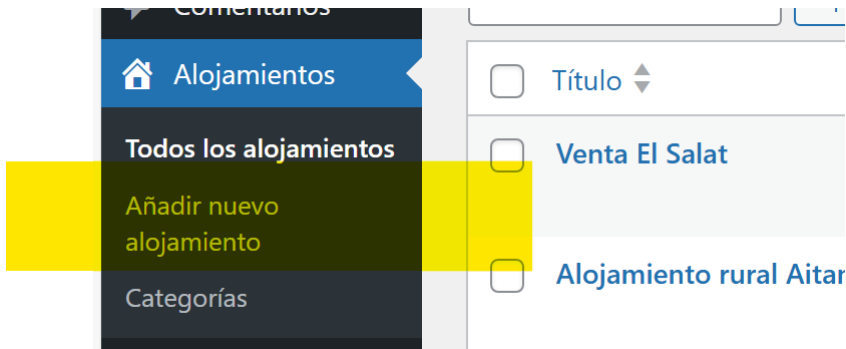 Comentarios
Alojamientos
Título
Todos los alojamientos
Venta El Salat
Añadir nuevo
alojamiento
Alojamiento rural Aitan
Categorías